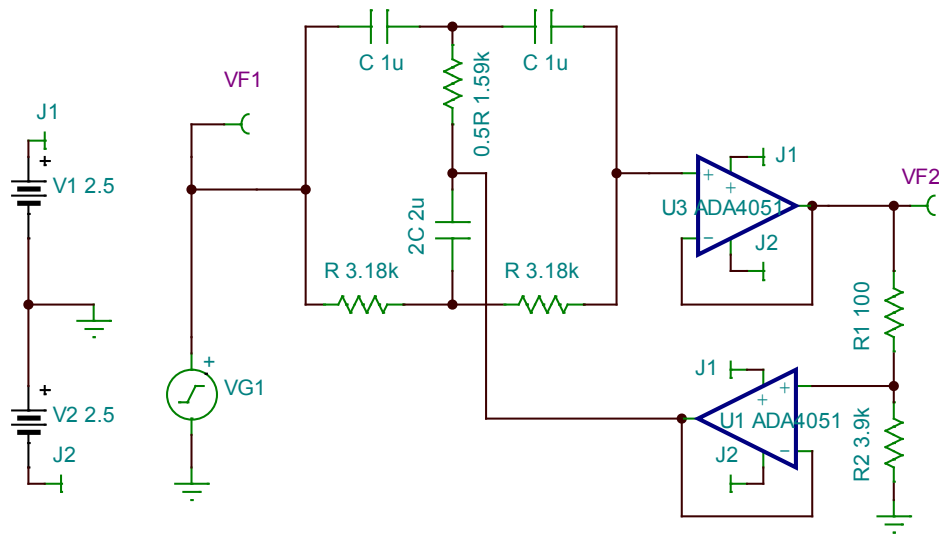 C 1u
C 1u
VF1
0.5R 1.59k
J1
+
V1 2.5
J1
+
+
U3 ADA4051
VF2
−
J2
2C 2u
R 3.18k
R 3.18k
R1 100
+
VG1
J1
+
+
U1 ADA4051
−
J2
R2 3.9k
+
V2 2.5
J2